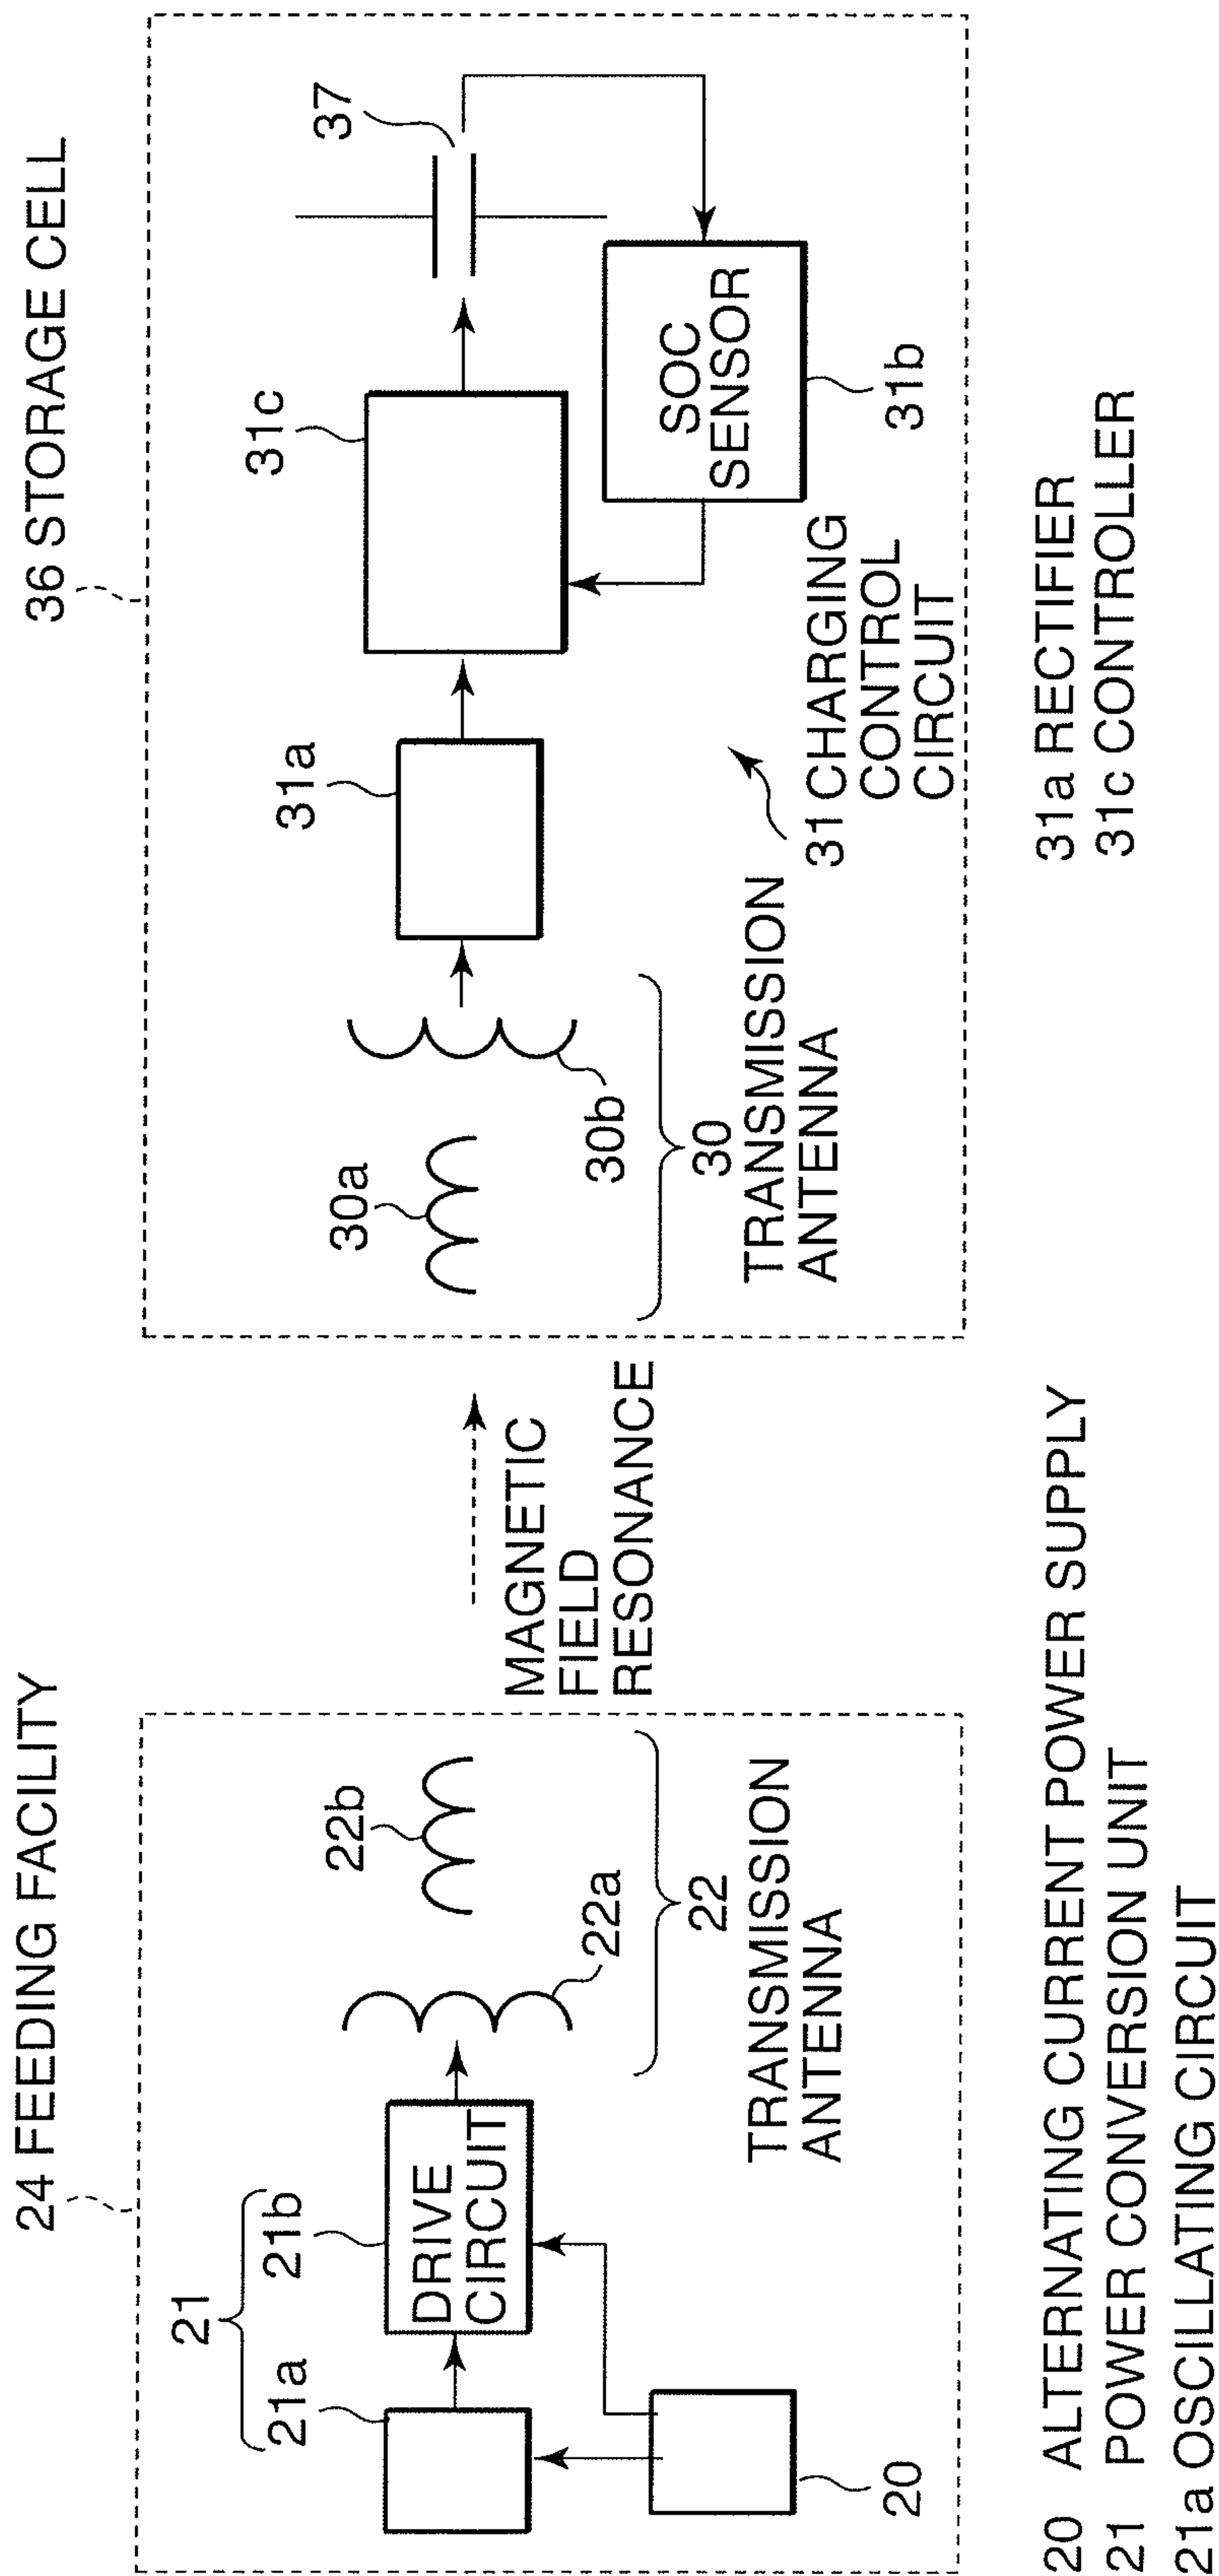 24 FEEDING FACILITY
36 STORAGE CELL
21
21a
21b
DRIVE
CIRCUIT
20
22b
22a
22
TRANSMISSION
ANTENNA
MAGNETIC
FIELD
RESONANCE
30a
30b
30
TRANSMISSION
ANTENNA
31a
31c
37
SOC
SENSOR
31b
31 CHARGING
CONTROL
CIRCUIT
20 ALTERNATING CURRENT POWER SUPPLY
21 POWER CONVERSION UNIT
21a OSCILLATING CIRCUIT
31a RECTIFIER
31c CONTROLLER